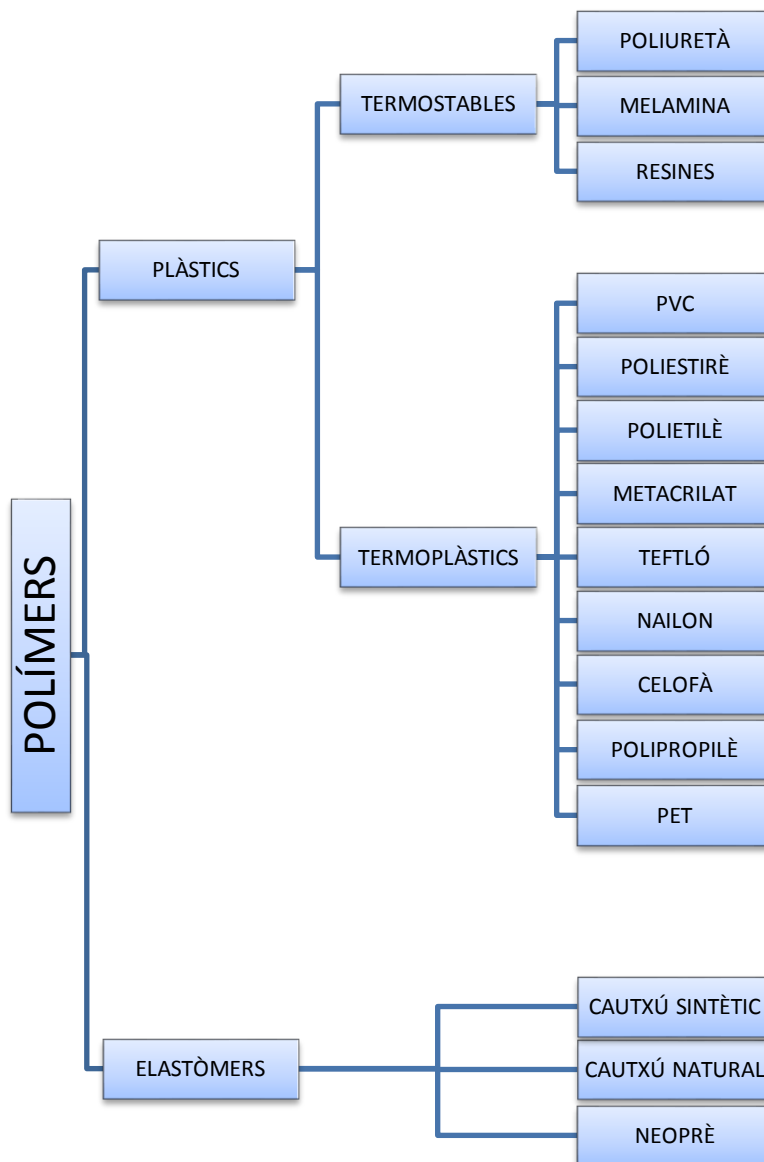 POLÍMERS
PLÀSTICS
TERMOSTABLES
POLIURETÀ
MELAMINA
RESINES
TERMOPLÀSTICS
PVC
POLIESTIRÈ
POLIETILÈ
METACRILAT
TEFTLÓ
NAILON
CELOFÀ
POLIPROPILÈ
PET
ELASTÒMERS
CAUTXÚ SINTÈTIC
CAUTXÚ NATURAL
NEOPRÈ